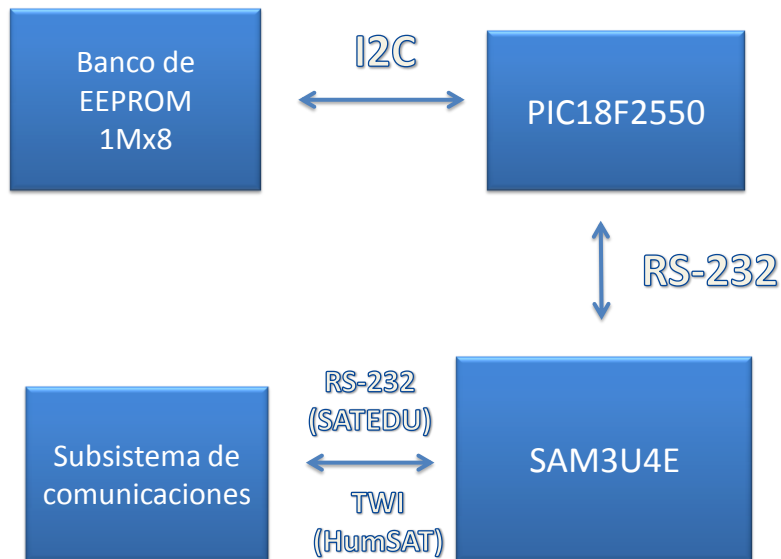 Banco de
EEPROM
1Mx8
I2C
PIC18F2550
RS-232
Subsistema de
comunicaciones
RS-232
(SATEDU)
TWI
(HumSAT)
SAM3U4E